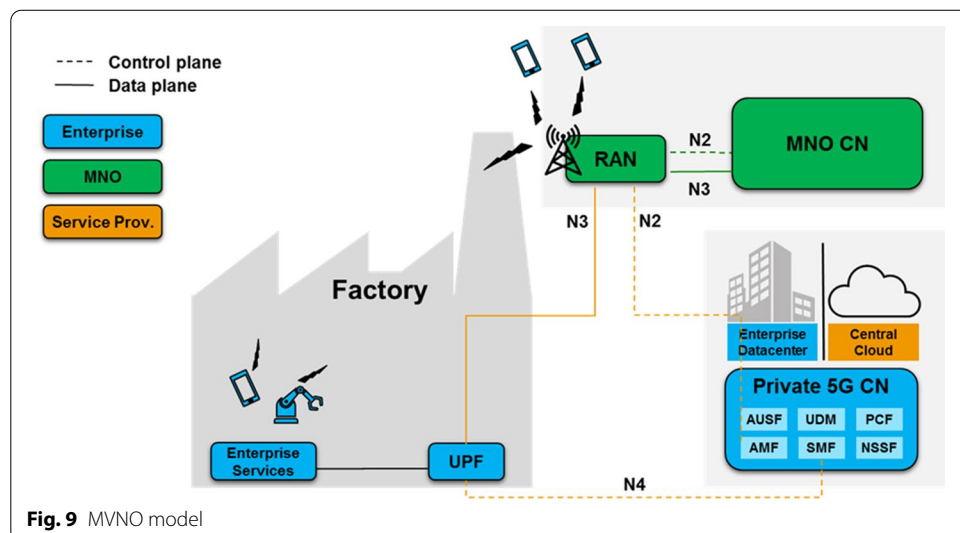 Control plane
Data plane
Enterprise
MNO
Service Prov.
RAN
N2
N3
MNO CN
N3
N2
Factory
Enterprise
Datacenter
Central
Cloud
Private 5G CN
AUSF UDM PCF
AMF SMF NSSF
Enterprise
Services
UPF
N4
Fig. 9 MVNO model